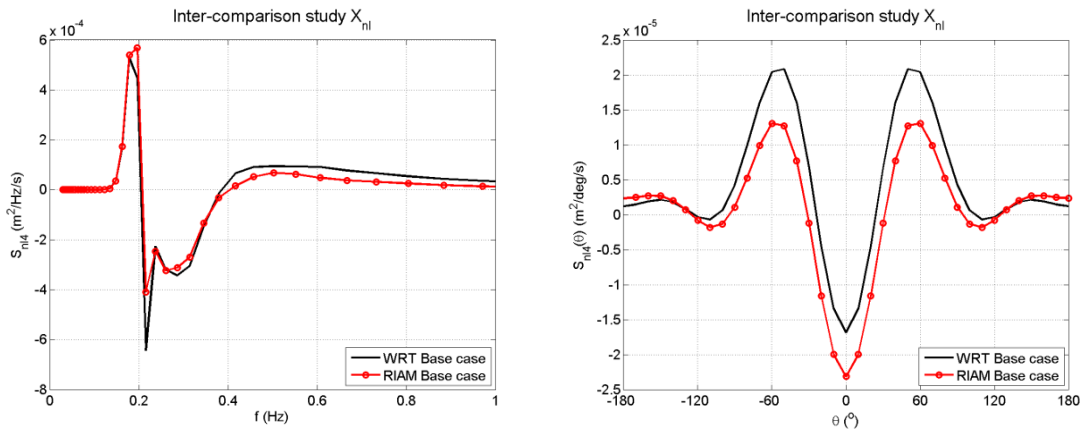 Inter-comparison study X_nl
6 x 10^-4
4
2
0
-2
-4
-6
-8
0 0.2 0.4 0.6 0.8 1
S_nl4 (m^2/Hz/s)
f (Hz)
WRT Base case
RIAM Base case
Inter-comparison study X_nl
2.5 x 10^-5
2
1.5
1
0.5
0
-0.5
-1
-1.5
-2
-2.5
-180 -120 -60 0 60 120 180
S_nl4(θ) (m^2/deg/s)
θ (°)
WRT Base case
RIAM Base case